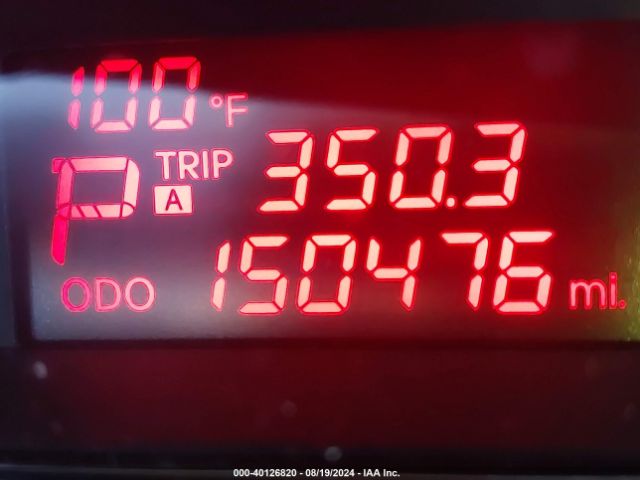 100 °F
P TRIP A 350.3
ODO 150476 mi.
000-40126820 - 08/19/2024 - IAA Inc.